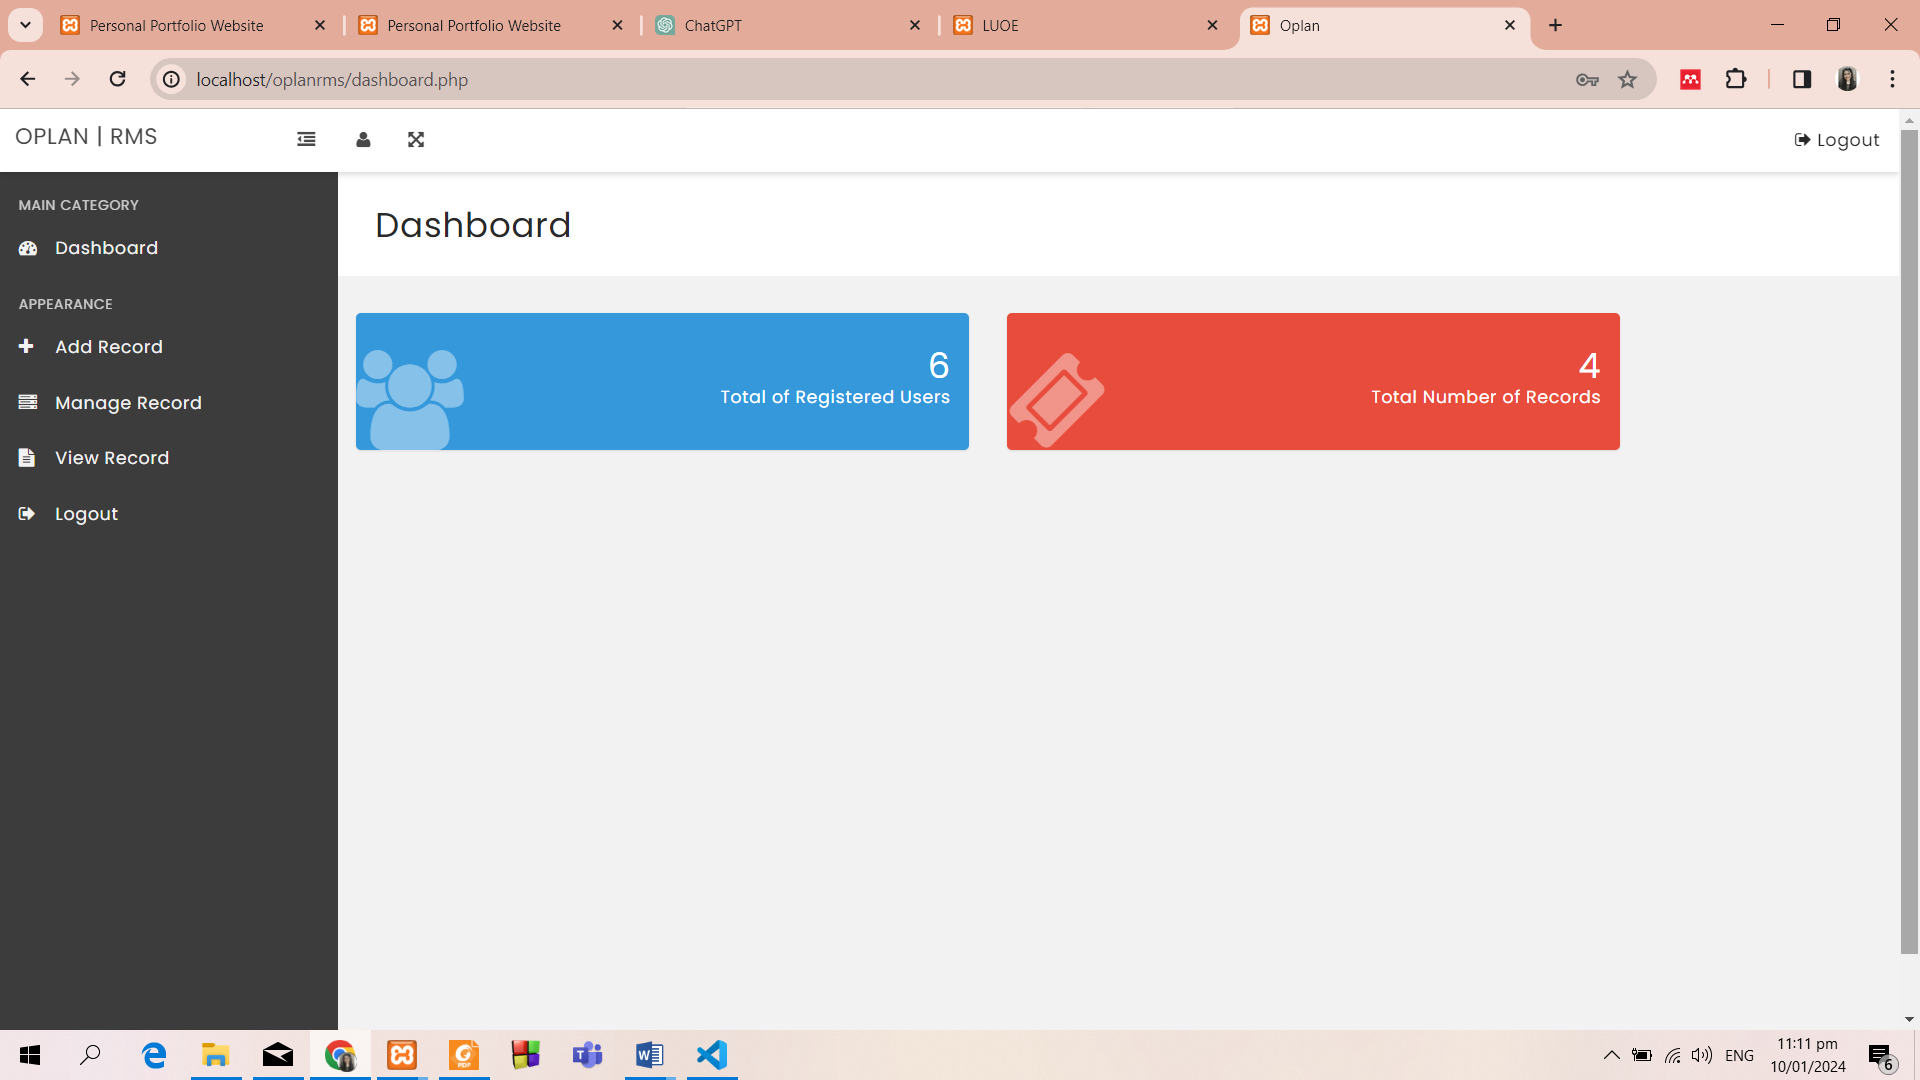 Personal Portfolio Website
Personal Portfolio Website
ChatGPT
LUOE
Oplan
localhost/oplanrms/dashboard.php
OPLAN | RMS
Logout
MAIN CATEGORY
Dashboard
APPEARANCE
Add Record
Manage Record
View Record
Logout
Dashboard
6
Total of Registered Users
4
Total Number of Records
PDF
ENG
11:11 pm
10/01/2024
6